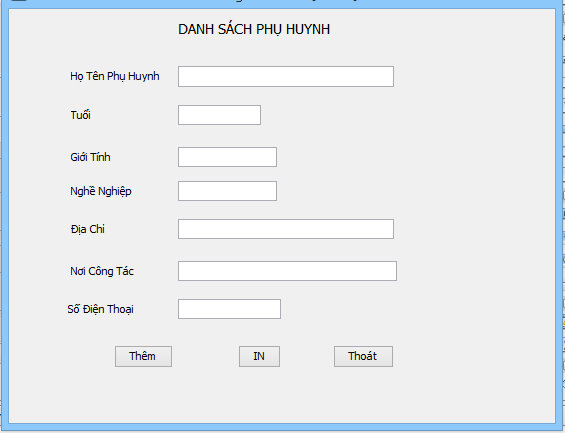 DANH SÁCH PHỤ HUYNH
Họ Tên Phụ Huynh
Tuổi
Giới Tính
Nghề Nghiệp
Địa Chỉ
Nơi Công Tác
Số Điện Thoại
Thêm IN Thoát